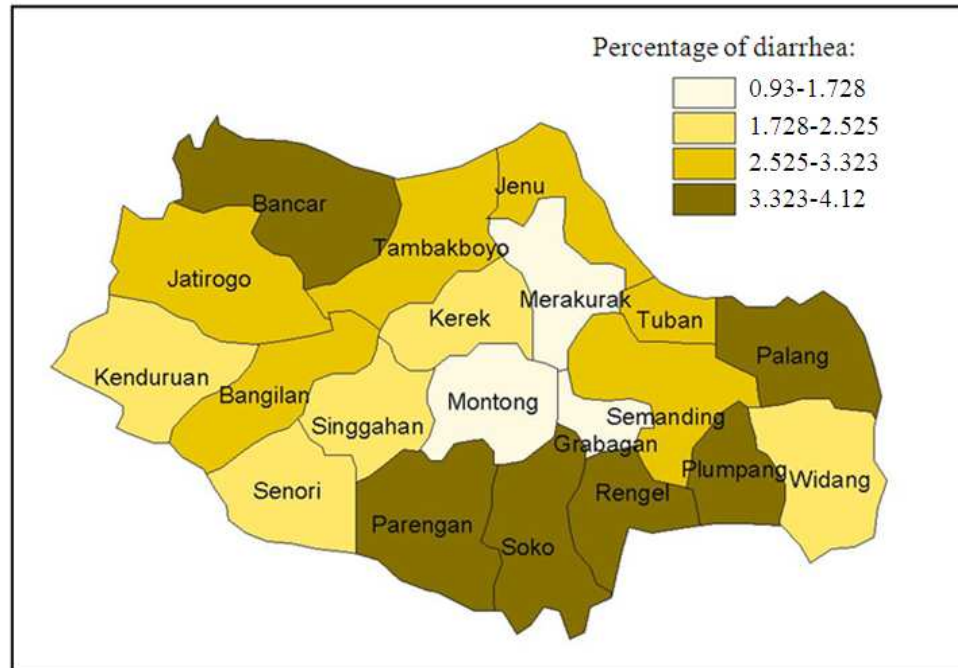 Percentage of diarrhea:
0.93-1.728
1.728-2.525
2.525-3.323
3.323-4.12
Jenu
Bancar
Tambakboyo
Jatirogo
Merakurak
Kerek
Tuban
Palang
Kenduruan
Bangilan
Montong
Singgahan
Semanding
Grabagan
Plumpang
Widang
Senori
Rengel
Parengan
Soko